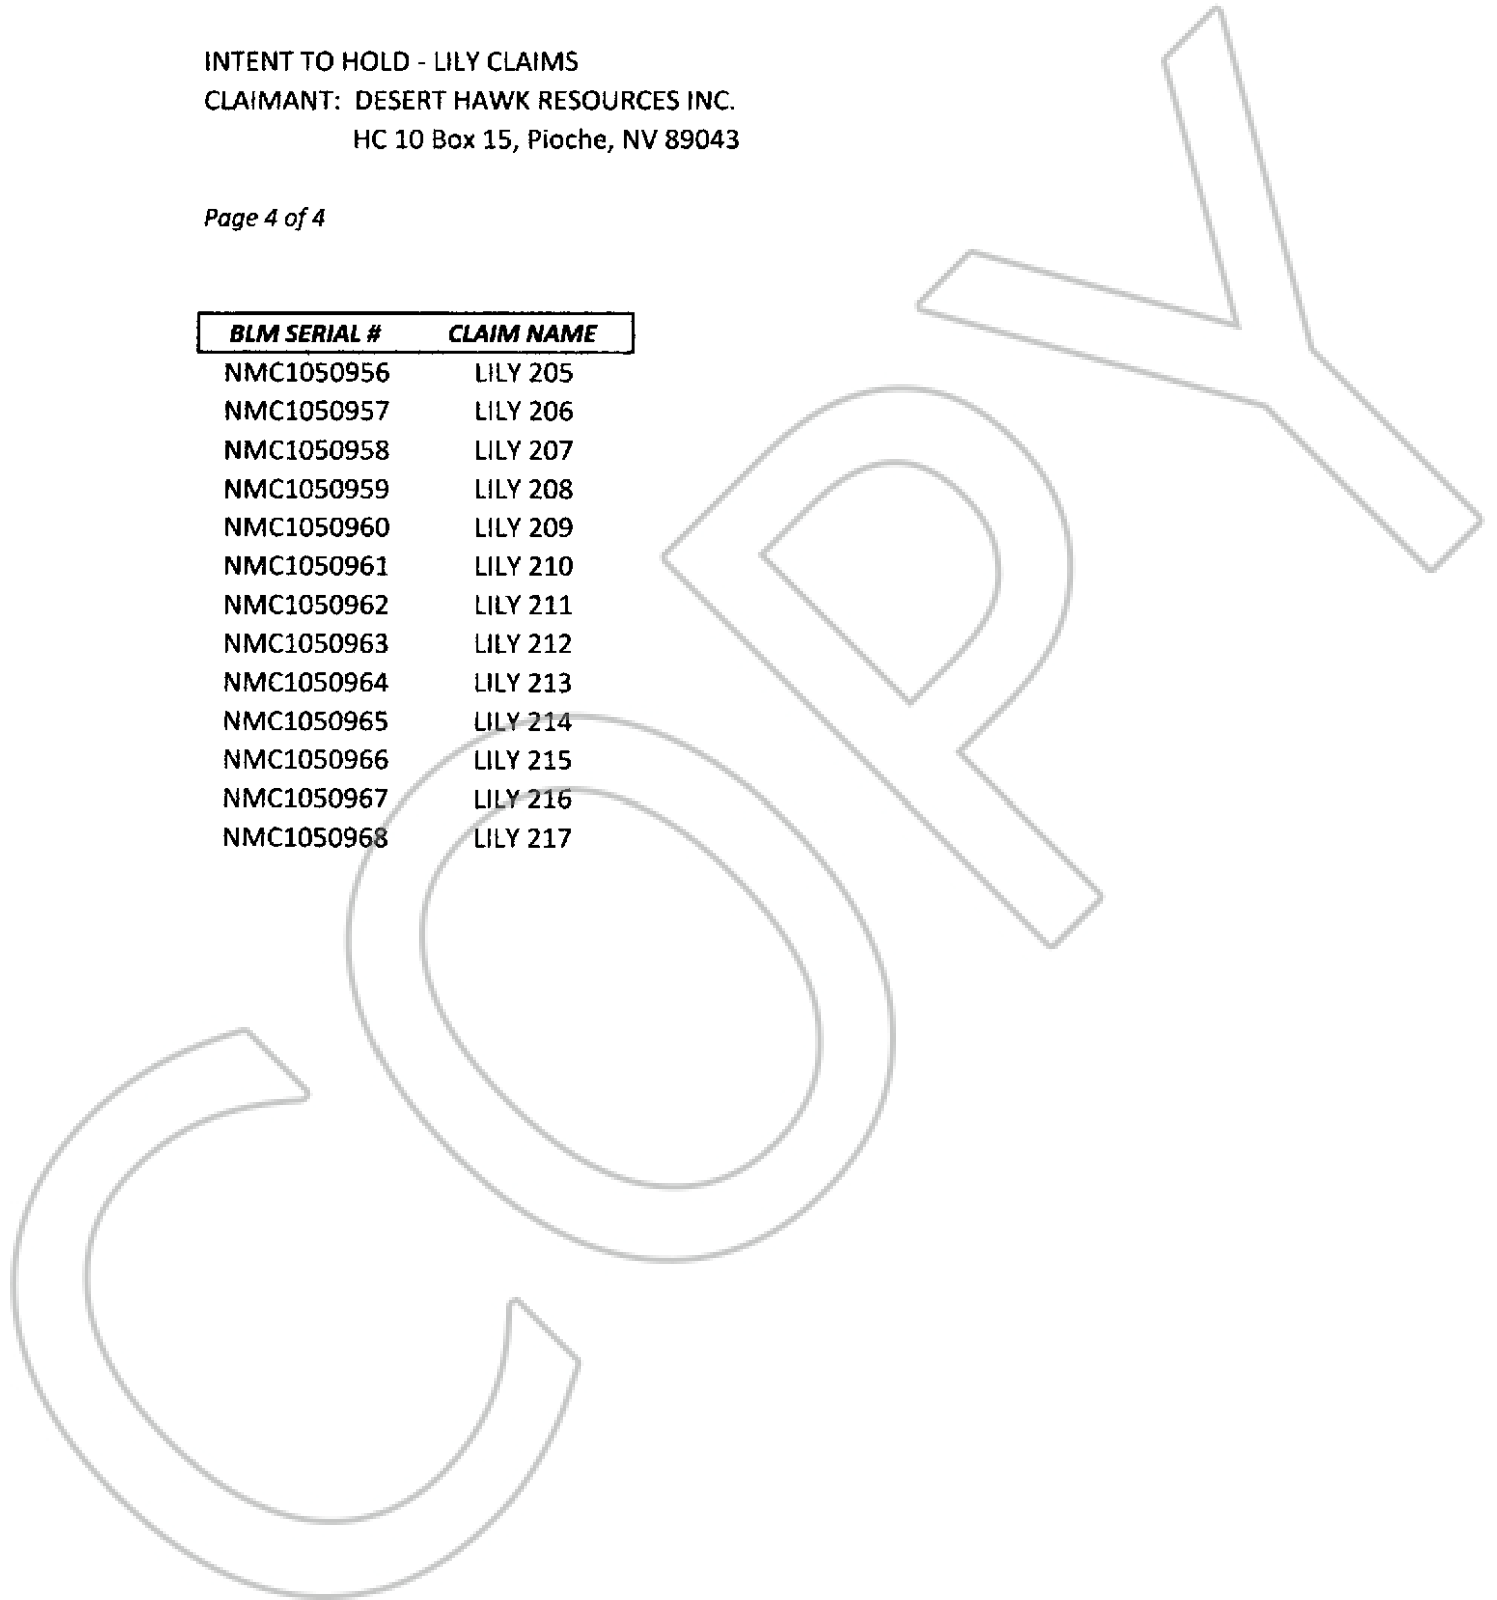 INTENT TO HOLD - LILY CLAIMS
CLAIMANT: DESERT HAWK RESOURCES INC.
HC 10 Box 15, Pioche, NV 89043
Page 4 of 4
BLM SERIAL # CLAIM NAME
NMC1050956 LILY 205
NMC1050957 LILY 206
NMC1050958 LILY 207
NMC1050959 LILY 208
NMC1050960 LILY 209
NMC1050961 LILY 210
NMC1050962 LILY 211
NMC1050963 LILY 212
NMC1050964 LILY 213
NMC1050965 LILY 214
NMC1050966 LILY 215
NMC1050967 LILY 216
NMC1050968 LILY 217
COPY